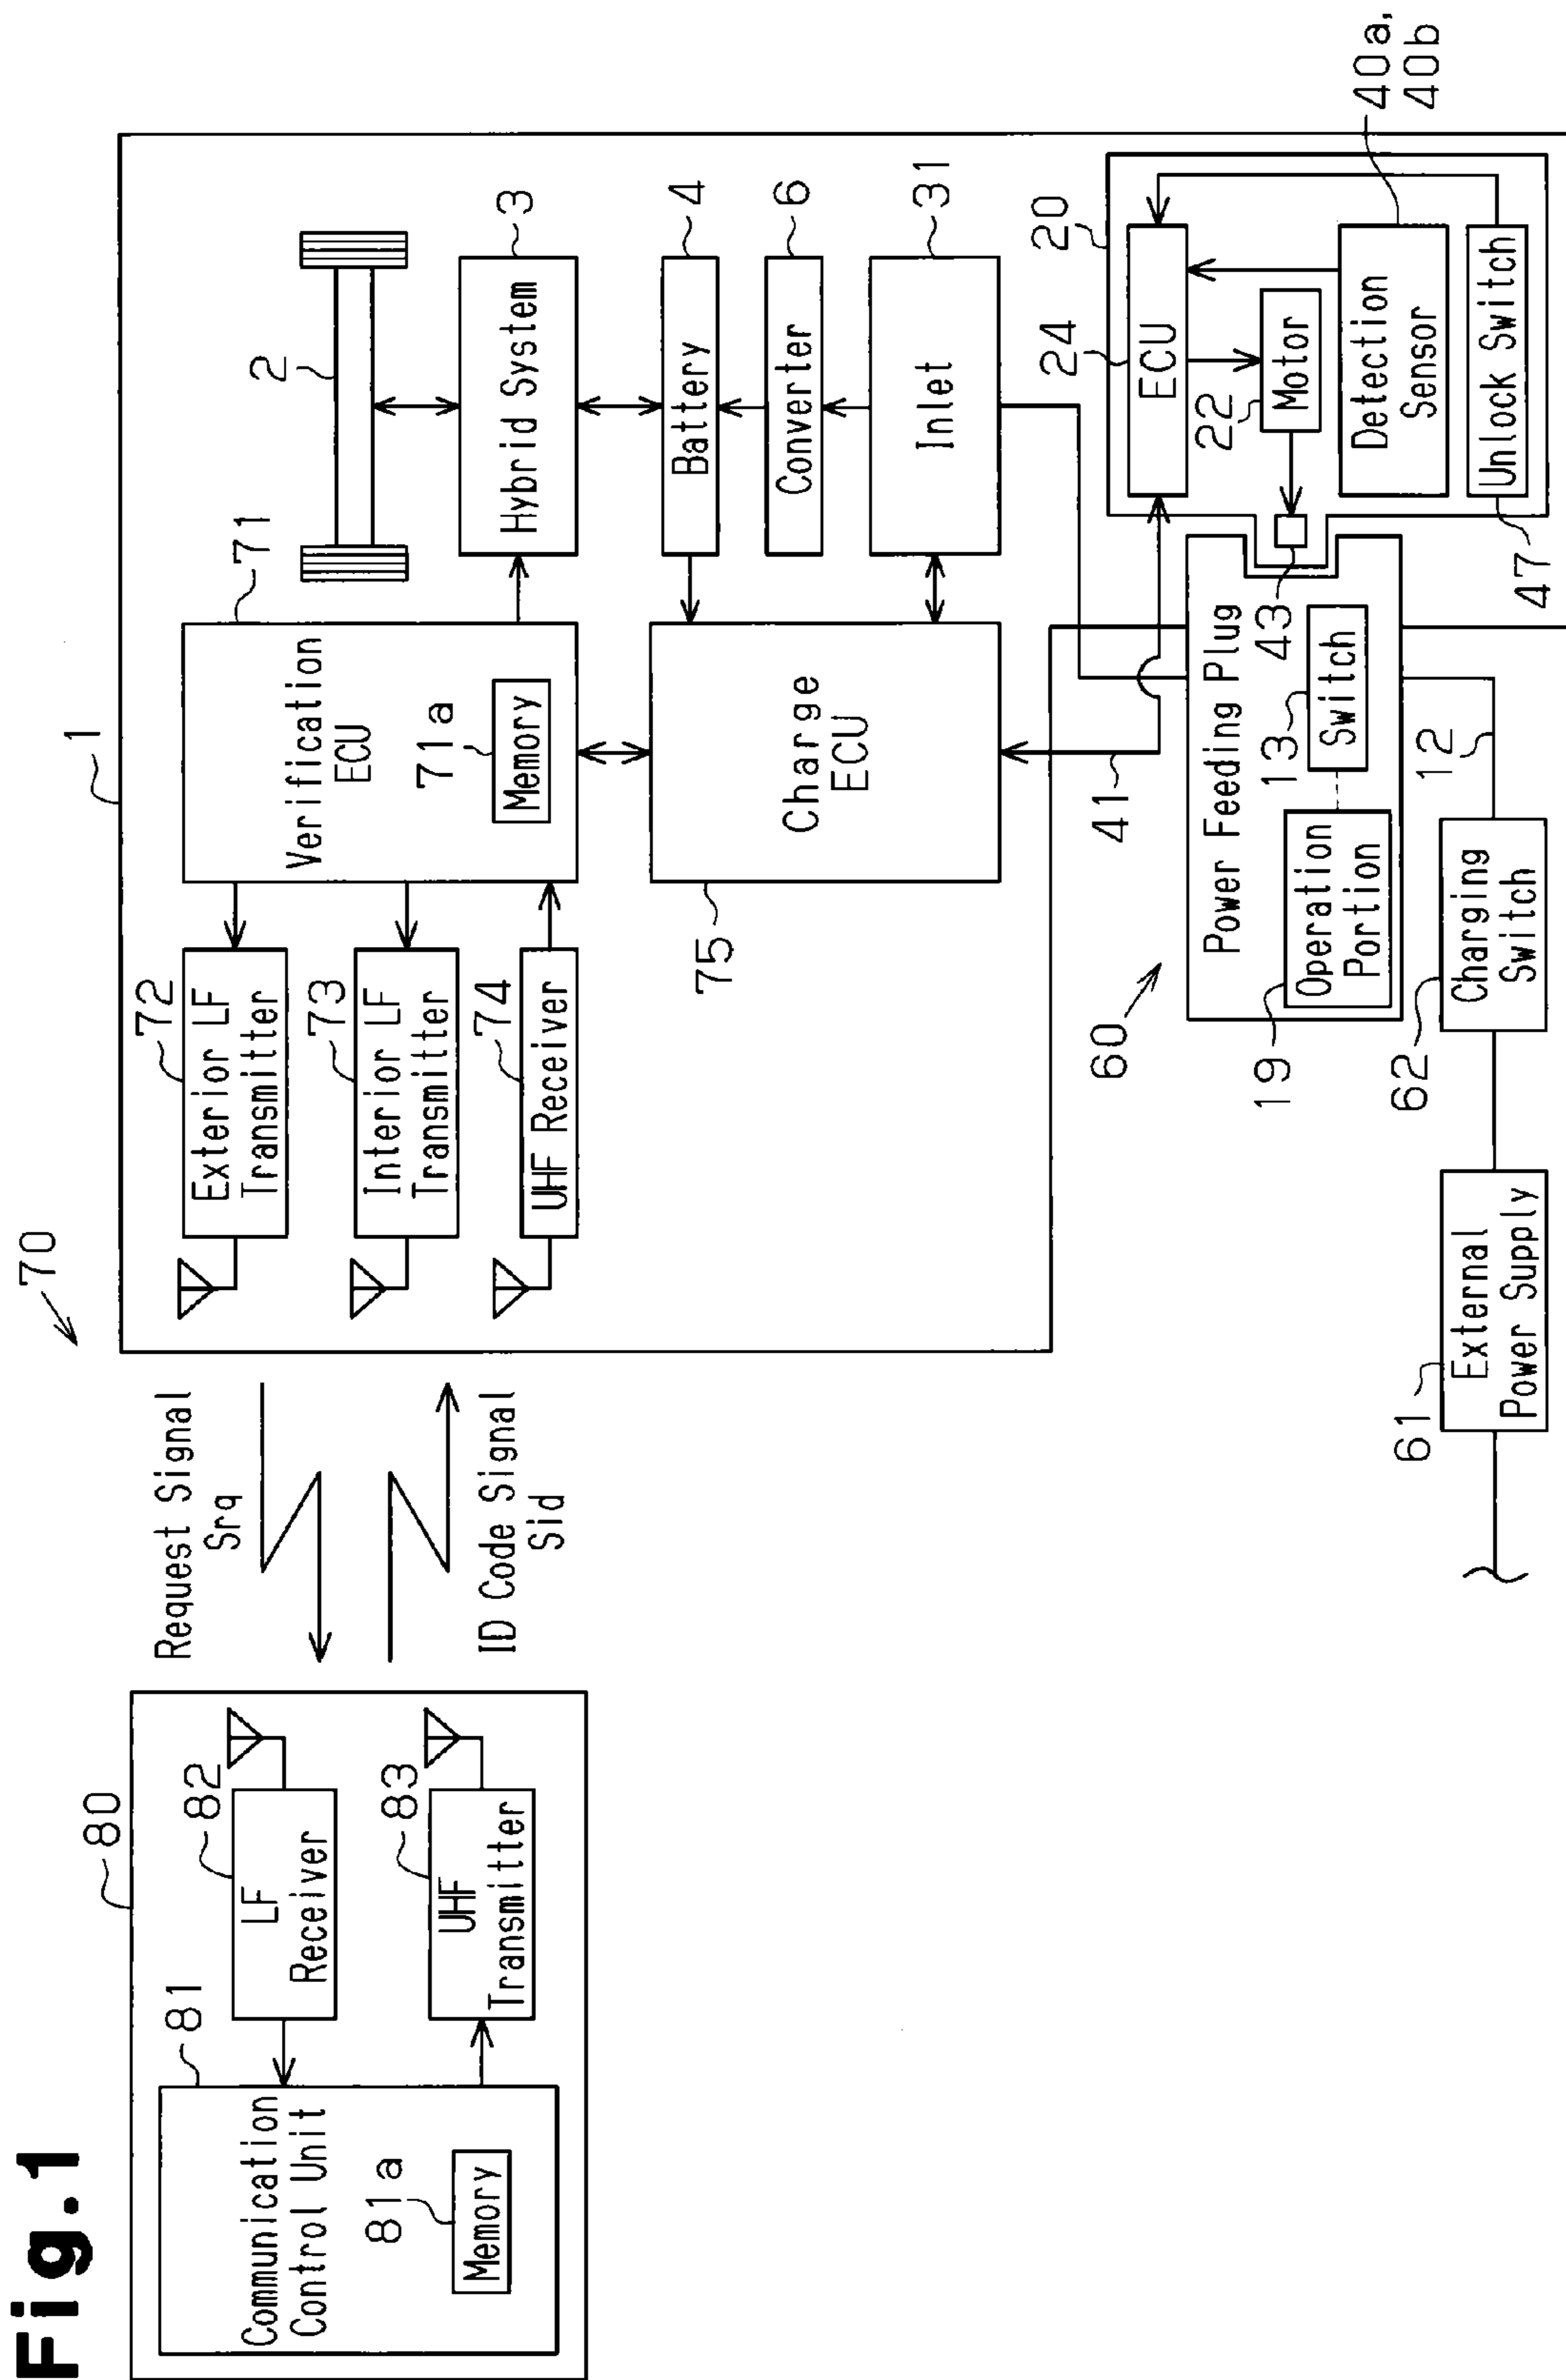 Fig.1
80
81
Communication
Control Unit
81a
Memory
82
LF
Receiver
83
UHF
Transmitter
Request Signal
Srq
ID Code Signal
Sid
70
1
72
Exterior LF
Transmitter
73
Interior LF
Transmitter
74
UHF Receiver
71
Verification
ECU
71a
Memory
2
3
Hybrid System
4
Battery
6
Converter
31
Inlet
75
Charge
ECU
41
60
Power Feeding Plug
19
Operation
Portion
13
Switch
43
20
24
ECU
22
Motor
40a,
40b
Detection
Sensor
47
Unlock Switch
12
62
Charging
Switch
61
External
Power Supply